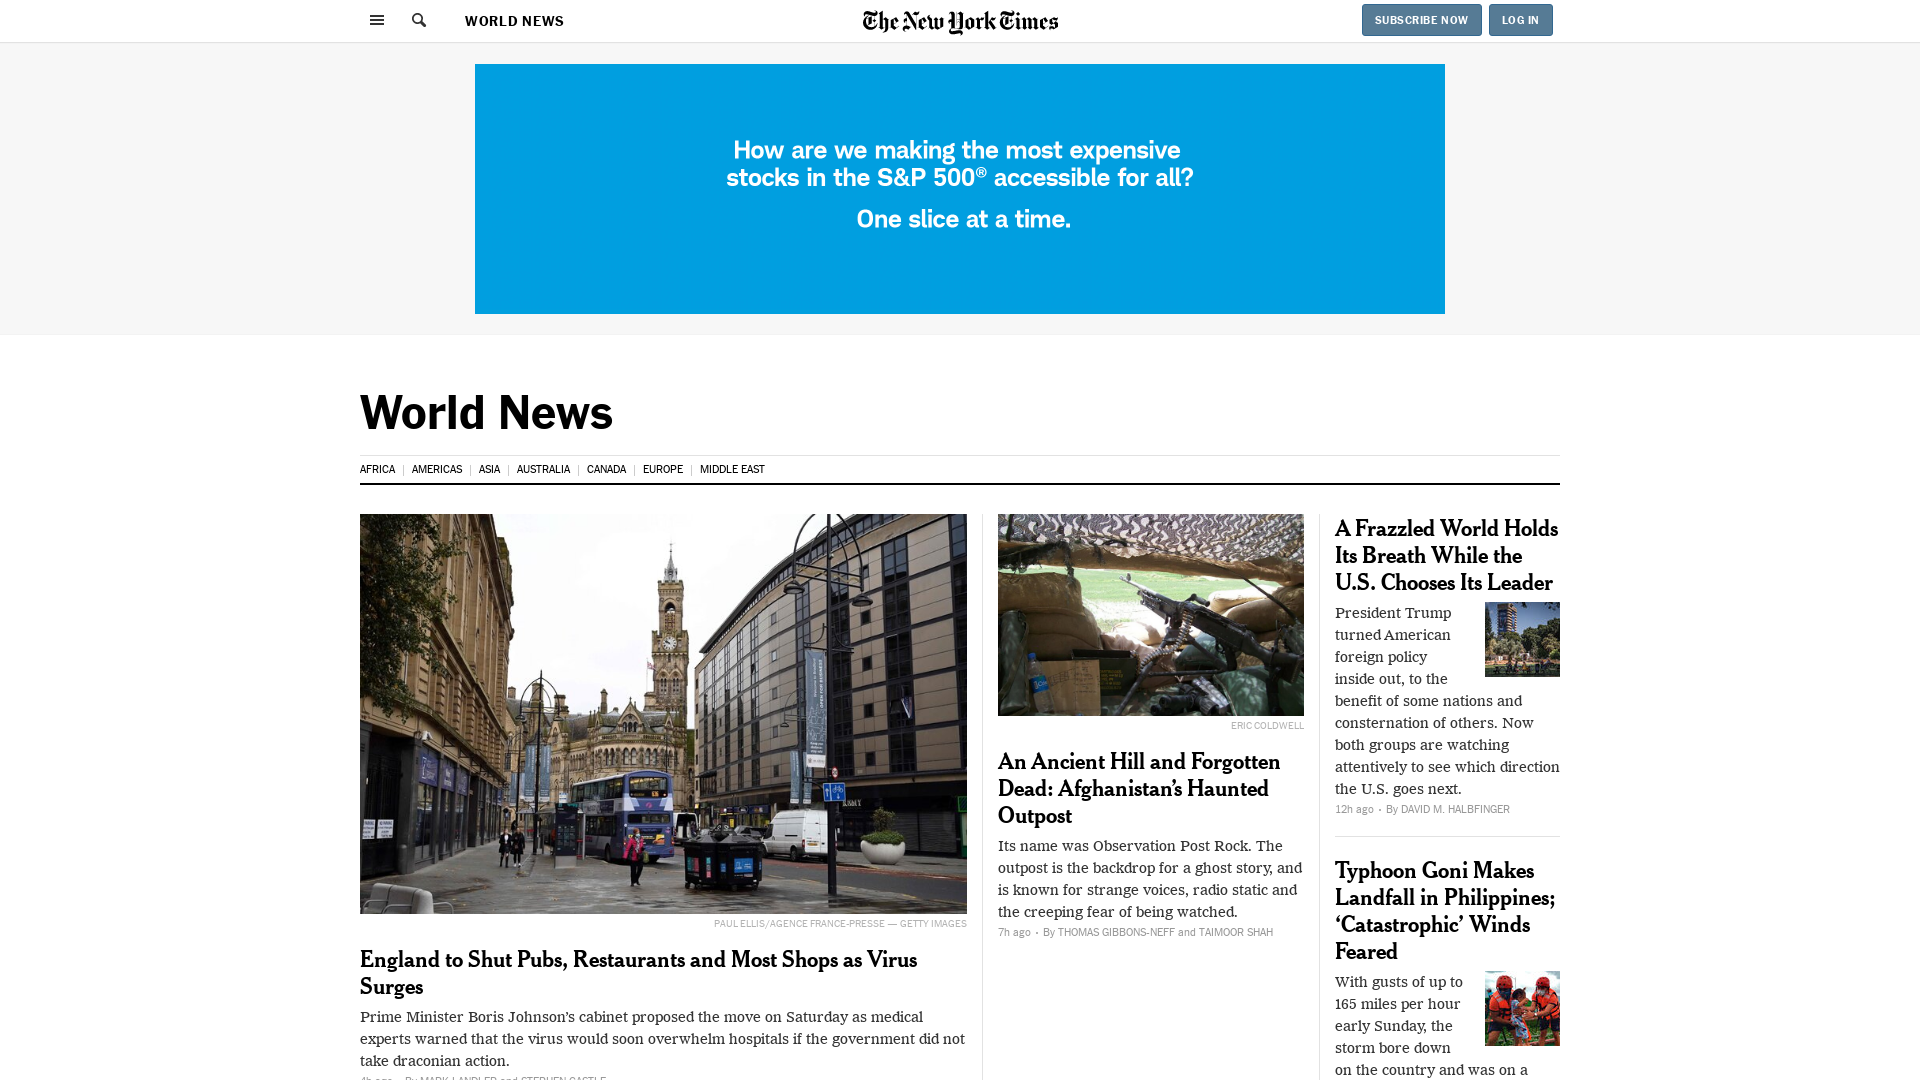 WORLD NEWS
The New York Times
SUBSCRIBE NOW
LOG IN
How are we making the most expensive
stocks in the S&P 500® accessible for all?
One slice at a time.
World News
AFRICA
AMERICAS
ASIA
AUSTRALIA
CANADA
EUROPE
MIDDLE EAST
PAUL ELLIS/AGENCE FRANCE-PRESSE — GETTY IMAGES
England to Shut Pubs, Restaurants and Most Shops as Virus
Surges
Prime Minister Boris Johnson’s cabinet proposed the move on Saturday as medical
experts warned that the virus would soon overwhelm hospitals if the government did not
take draconian action.
4h ago • By MARK LANDLER and STEPHEN CASTLE
ERIC COLDWELL
An Ancient Hill and Forgotten
Dead: Afghanistan’s Haunted
Outpost
Its name was Observation Post Rock. The
outpost is the backdrop for a ghost story, and
is known for strange voices, radio static and
the creeping fear of being watched.
7h ago • By THOMAS GIBBONS-NEFF and TAIMOOR SHAH
A Frazzled World Holds
Its Breath While the
U.S. Chooses Its Leader
President Trump
turned American
foreign policy
inside out, to the
benefit of some nations and
consternation of others. Now
both groups are watching
attentively to see which direction
the U.S. goes next.
12h ago • By DAVID M. HALBFINGER
Typhoon Goni Makes
Landfall in Philippines;
‘Catastrophic’ Winds
Feared
With gusts of up to
165 miles per hour
early Sunday, the
storm bore down
on the country and was on a